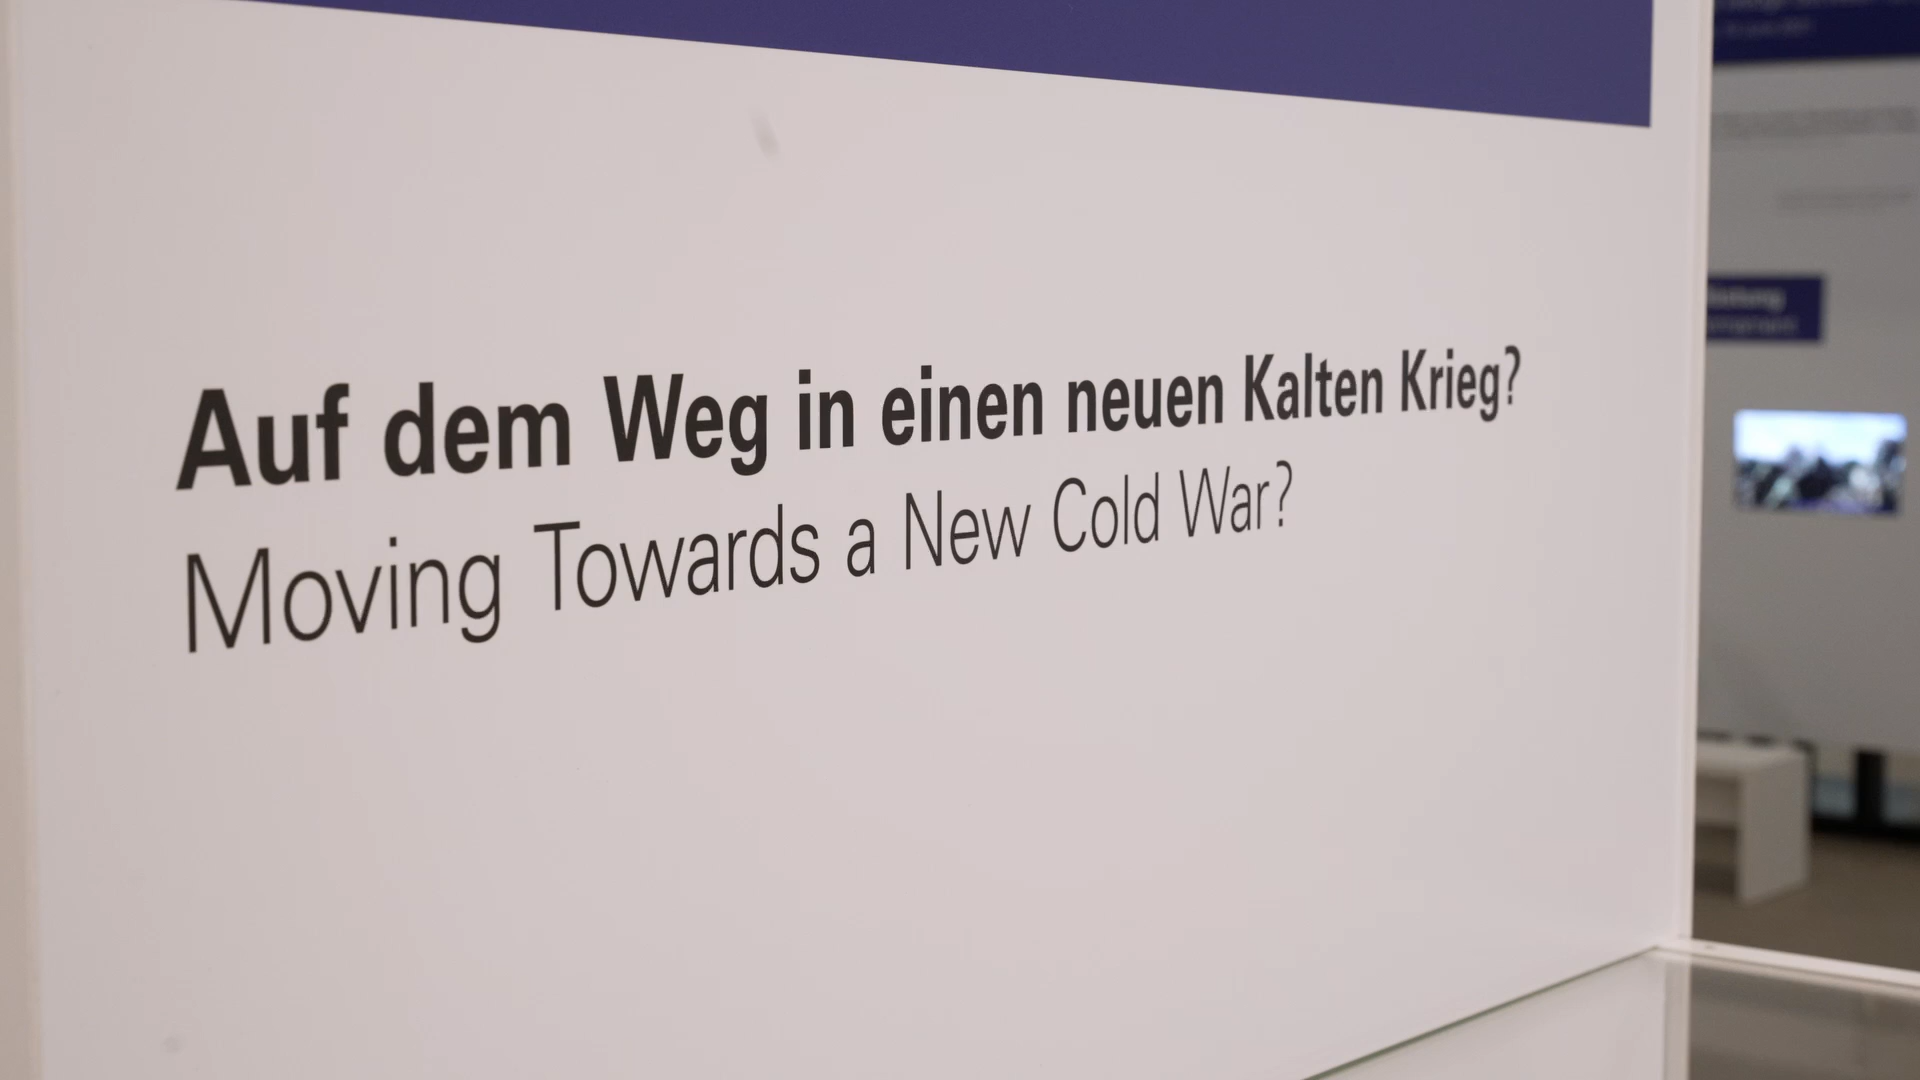 Auf dem Weg in einen neuen Kalten Krieg?
Moving Towards a New Cold War?